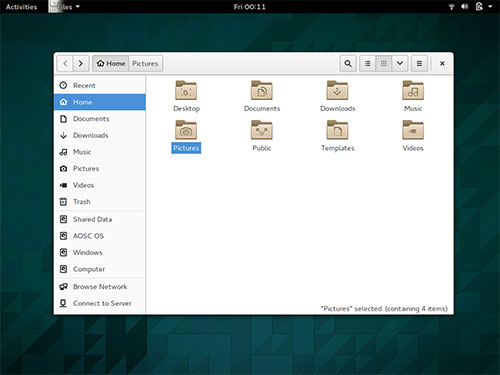 Activities Files Fri 00:11
Home Pictures
Recent
Home
Documents
Downloads
Music
Pictures
Videos
Trash
Shared Data
AOSC OS
Windows
Computer
Browse Network
Connect to Server
Desktop Documents Downloads Music
Pictures Public Templates Videos
"Pictures" selected (containing 4 items)